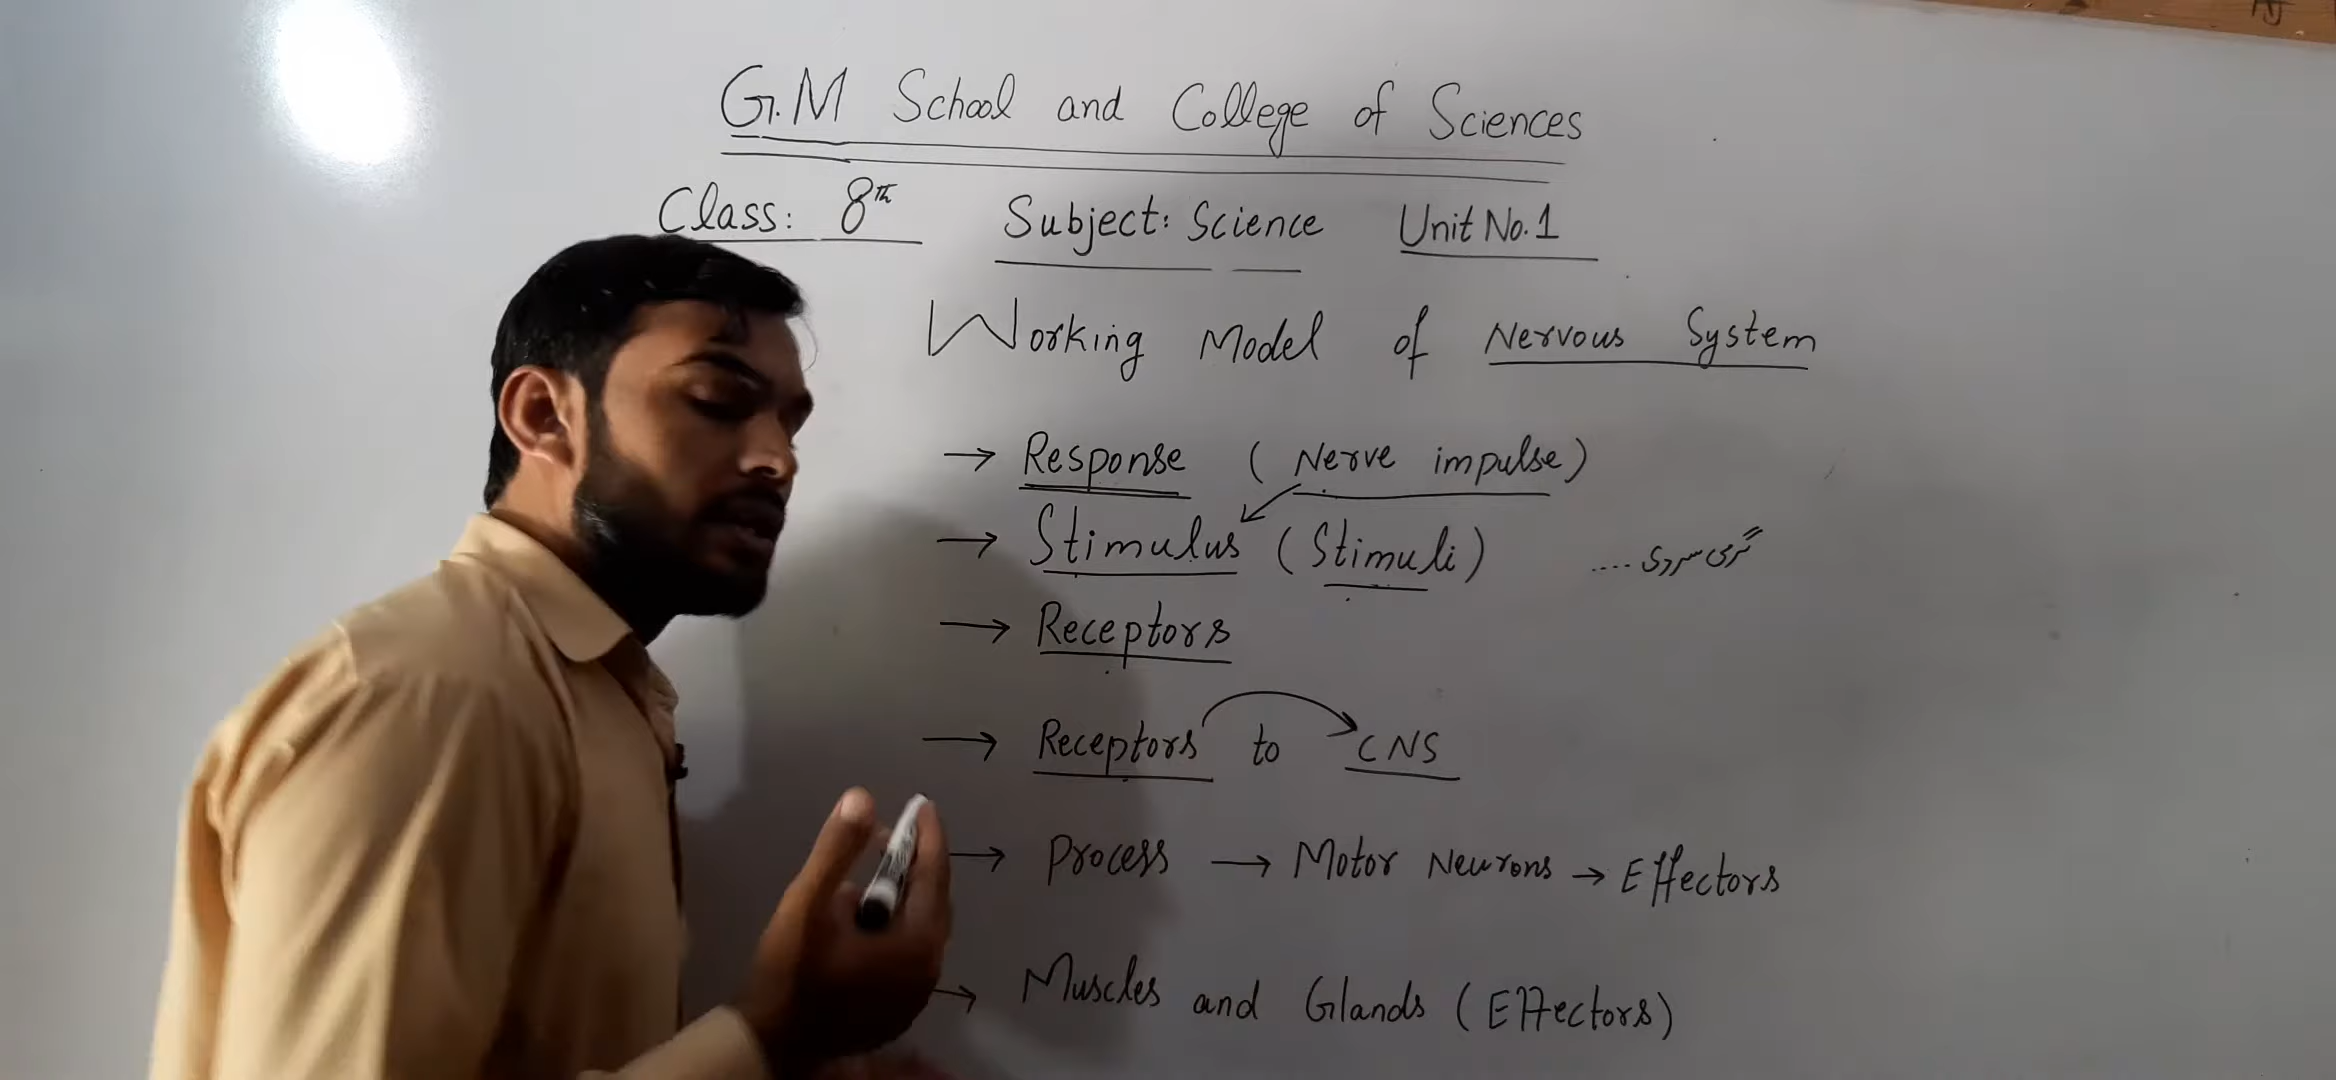 G.M School and College of Sciences
Class: 8th Subject: Science Unit No.1
Working Model of Nervous System
→ Response (Nerve impulse)
→ Stimulus (Stimuli) گرمی سردی ....
→ Receptors
→ Receptors to CNS
→ Process → Motor Neurons → Effectors
→ Muscles and Glands (Effectors)